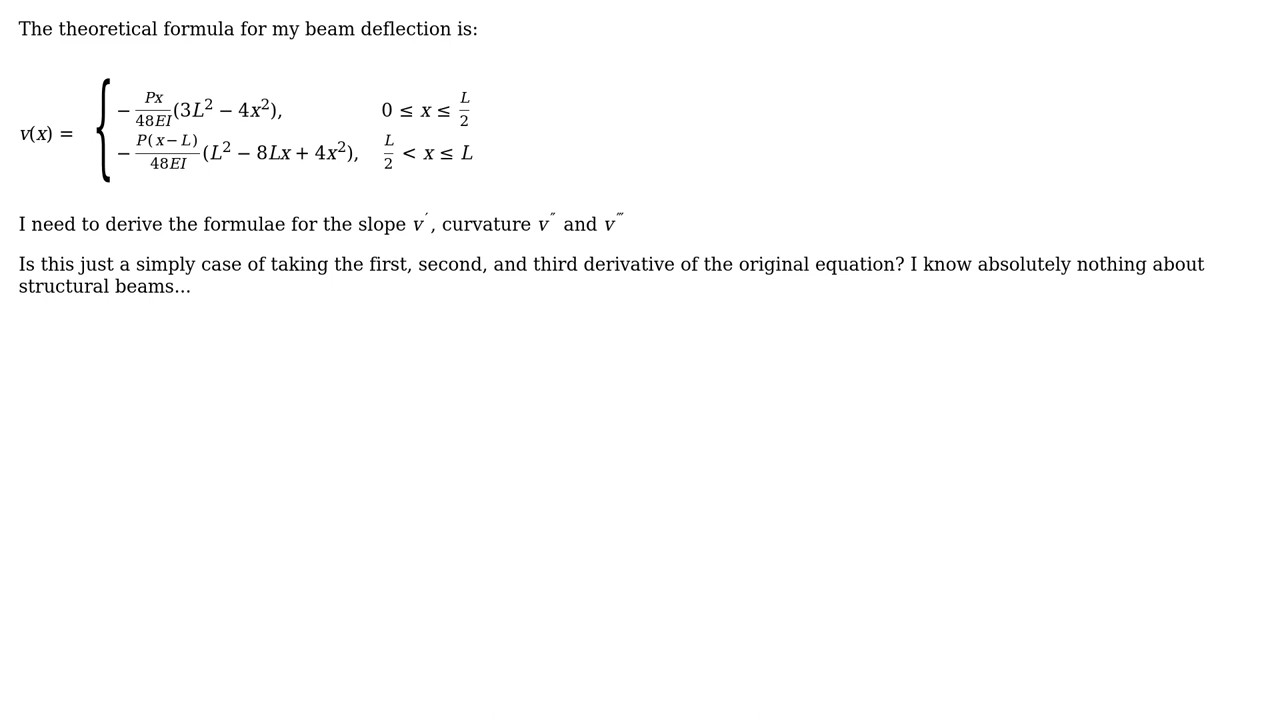 The theoretical formula for my beam deflection is:
v(x) = { − Px/48EI (3L² − 4x²), 0 ≤ x ≤ L/2
− P(x−L)/48EI (L² − 8Lx + 4x²), L/2 < x ≤ L
I need to derive the formulae for the slope v′, curvature v″ and v‴
Is this just a simply case of taking the first, second, and third derivative of the original equation? I know absolutely nothing about
structural beams...